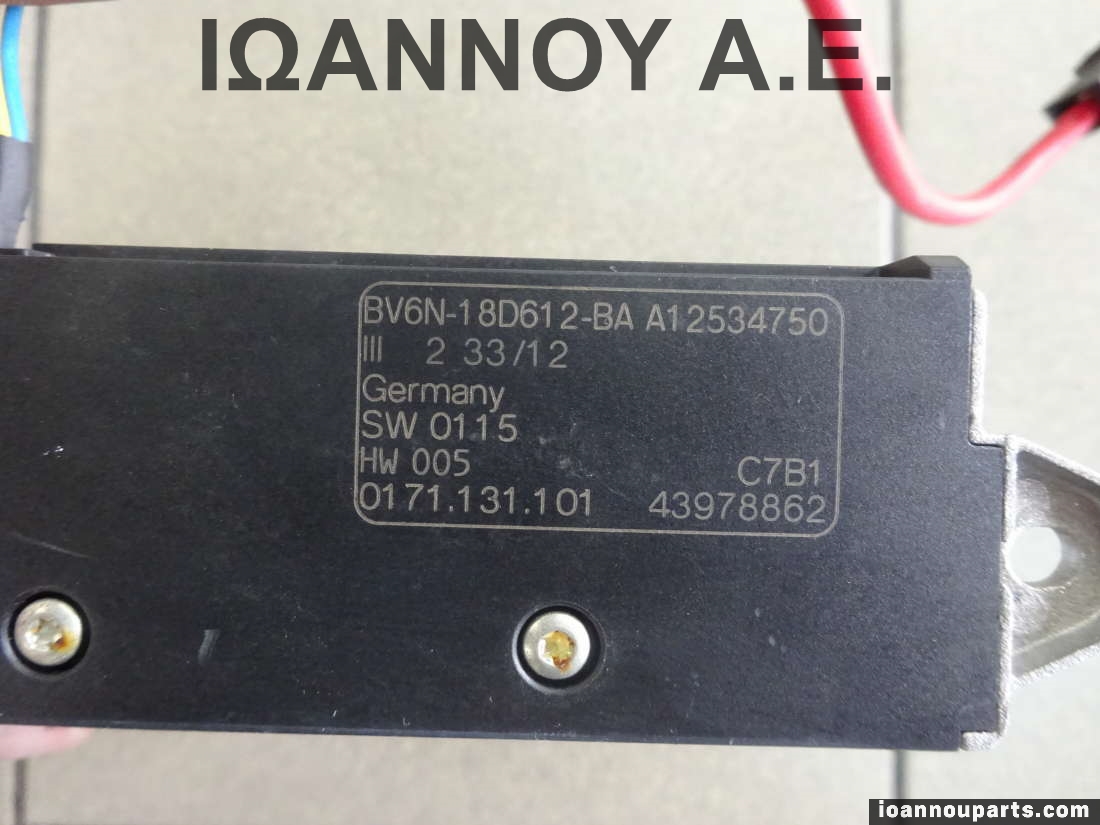 ΙΩΑΝΝΟΥ Α.Ε.
BV6N-18D612-BA A12534750
III 2 33/12
Germany
SW 0115
HW 005 C7B1
0171.131.101 43978862
ioannouparts.com